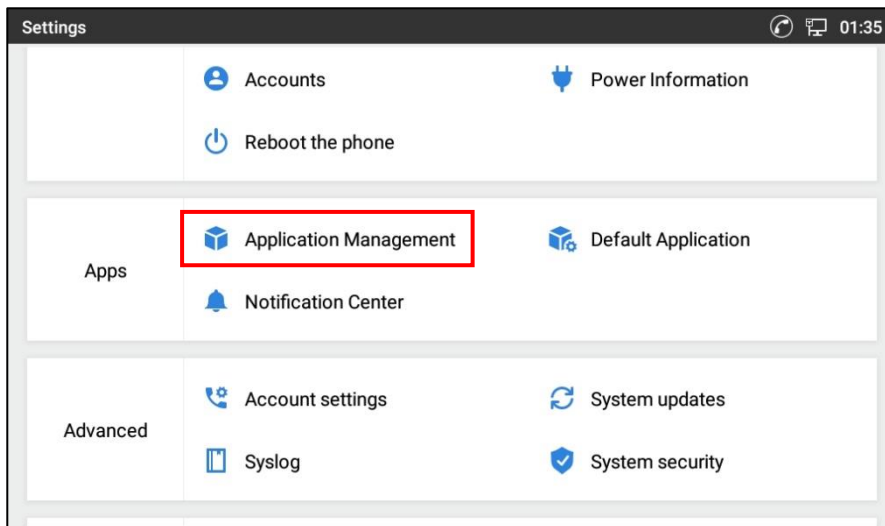 Settings 01:35
Accounts Power Information
Reboot the phone
Apps
Application Management Default Application
Notification Center
Advanced
Account settings System updates
Syslog System security